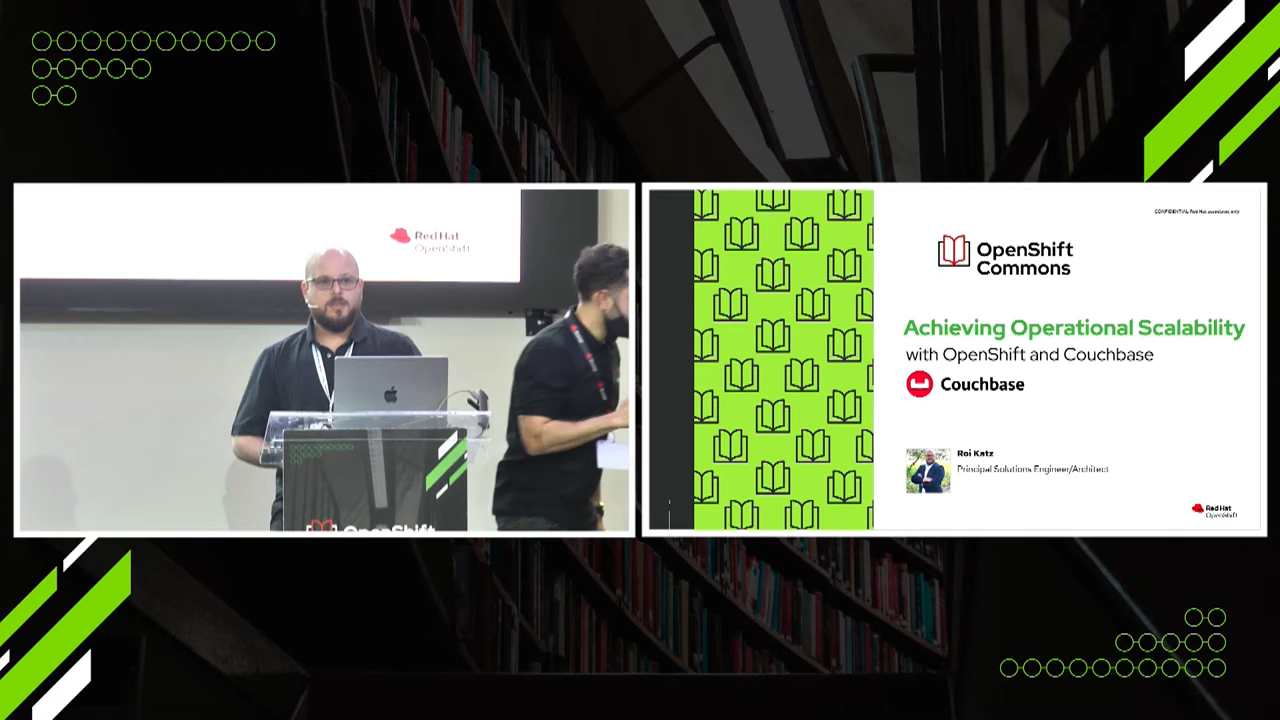 Red Hat
OpenShift
OpenShift
CONFIDENTIAL Red Hat associates only
OpenShift
Commons
Achieving Operational Scalability
with OpenShift and Couchbase
Couchbase
Roi Katz
Principal Solutions Engineer/Architect
Red Hat
OpenShift